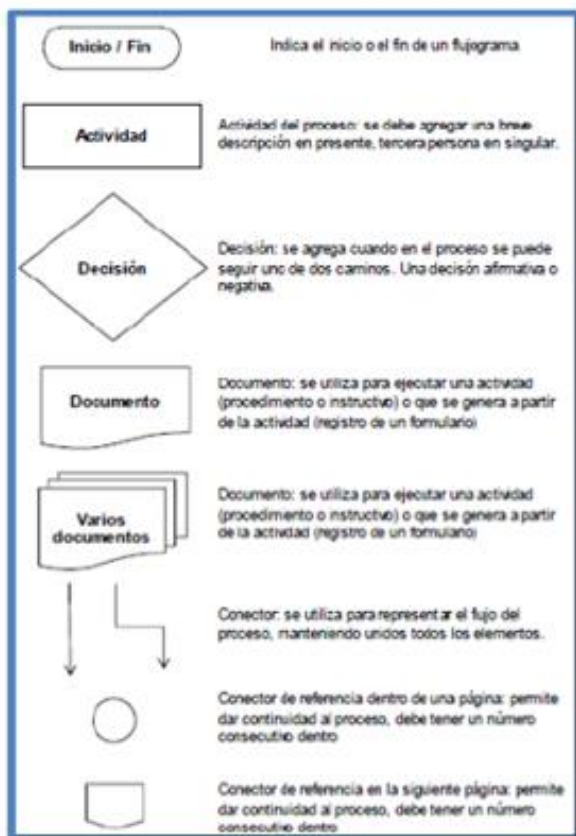 Inicio / Fin
Indica el inicio o el fin de un flujograma
Actividad
Actividad del proceso: se debe agregar una breve
descripción en presente, tercera persona en singular.
Decisión
Decisión: se agrega cuando en el proceso se puede
seguir uno de dos caminos. Una decisón afirmativa o
negativa.
Documento
Documento: se utiliza para ejecutar una actividad
(procedimiento o instructivo) o que se genera a partir
de la actividad (registro de un formulario)
Varios
documentos
Documento: se utiliza para ejecutar una actividad
(procedimiento o instructivo) o que se genera a partir
de la actividad (registro de un formulario)
Conector: se utiliza para representar el flujo del
proceso, manteniendo unidos todos los elementos.
Conector de referencia dentro de una página: permite
dar continuidad al proceso, debe tener un número
consecutivo dentro
Conector de referencia en la siguiente página: permite
dar continuidad al proceso, debe tener un número
consecutivo dentro